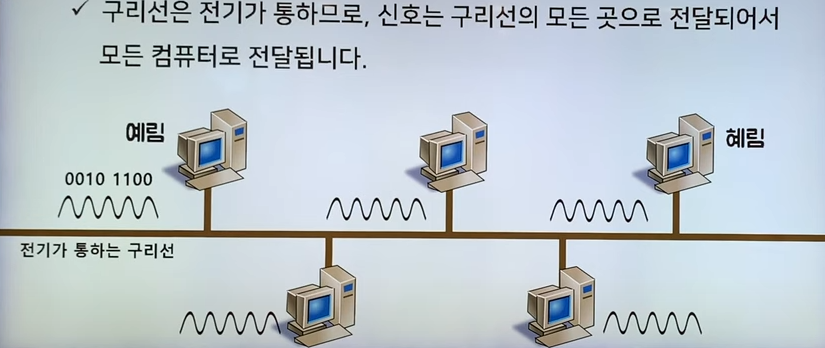 ✓ 구리선은 전기가 통하므로, 신호는 구리선의 모든 곳으로 전달되어서
모든 컴퓨터로 전달됩니다.
예림
혜림
0010 1100
전기가 통하는 구리선